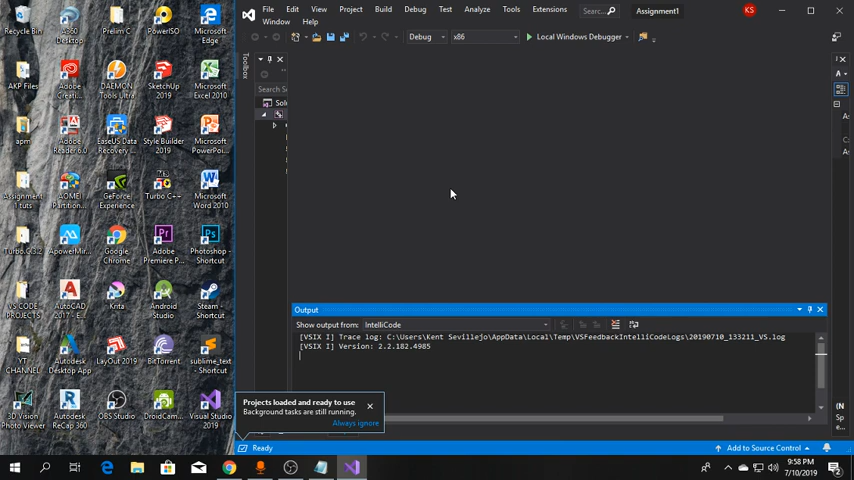 Recycle Bin
A360 Desktop
Prelim C
PowerISO
Microsoft Edge
AKP Files
Adobe Creati...
DAEMON Tools Ultra
SketchUp 2019
Microsoft Excel 2010
apm
Adobe Reader 6.0
EaseUS Data Recovery ...
Style Builder 2019
Microsoft PowerPoi...
Assignment 1 tuts
AOMEI Partition...
GeForce Experience
Turbo C++
Microsoft Word 2010
Turbo.C.3.2
ApowerMir...
Google Chrome
Adobe Premiere P...
Photoshop - Shortcut
VS CODE PROJECTS
AutoCAD 2017 - E...
Krita
Android Studio
Steam - Shortcut
YT CHANNEL
Autodesk Desktop App
LayOut 2019
BitTorrent
sublime_text - Shortcut
3D Vision Photo Viewer
Autodesk ReCap 360
OBS Studio
DroidCam...
Visual Studio 2019
File Edit View Project Build Debug Test Analyze Tools Extensions
Window Help
Search...
Assignment1
KS
Debug
x86
Local Windows Debugger
Toolbox
Search So
Solu
Output
Show output from: IntelliCode
[VSIX I] Trace log: C:\Users\Kent Sevillejo\AppData\Local\Temp\VSFeedbackIntelliCodeLogs\20190710_133211_VS.log
[VSIX I] Version: 2.2.182.4985
Projects loaded and ready to use
Background tasks are still running.
Always ignore
(N
Sp
e...
Ready
Add to Source Control
9:58 PM
7/10/2019
2